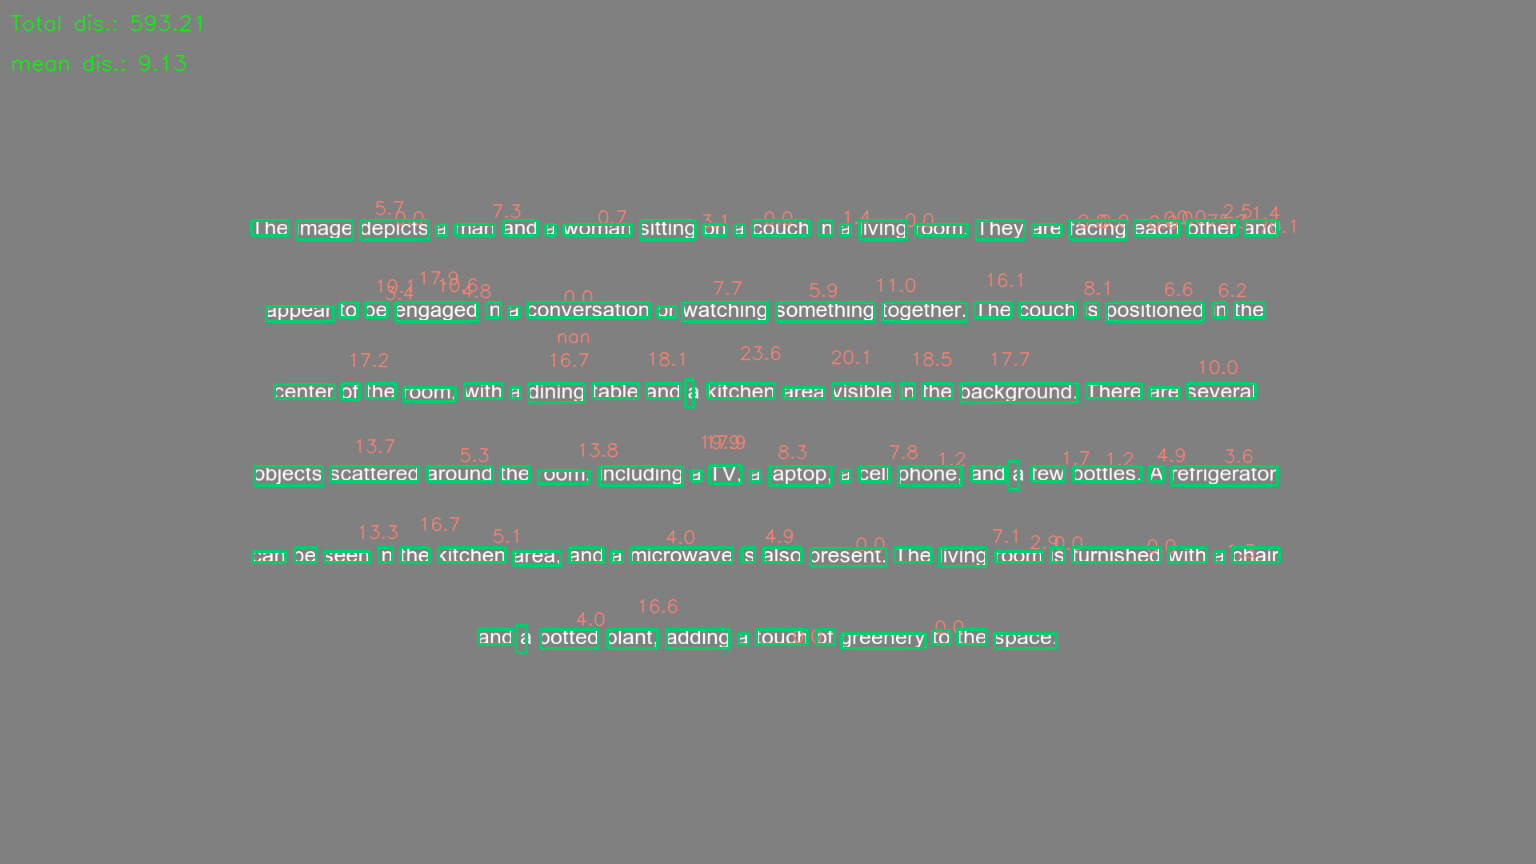 Total dis.: 593.21
mean dis.: 9.13
5.7 0.0 7.3 0.7 3.1 0.0 1.4 0.0 2.5 1.4
The image depicts a man and a woman sitting on a couch in a living room. They are facing each other and
10.1 3.4 17.9 10.6 4.8 0.0 7.7 5.9 11.0 16.1 8.1 6.6 6.2
appear to be engaged in a conversation or watching something together. The couch is positioned in the
nan
17.2 16.7 18.1 23.6 20.1 18.5 17.7 10.0
center of the room, with a dining table and a kitchen area visible in the background. There are several
13.7 5.3 13.8 17.9 8.3 7.8 1.2 1.7 1.2 4.9 3.6
objects scattered around the room, including a TV, a laptop, a cell phone, and a few bottles. A refrigerator
13.3 16.7 5.1 4.0 4.9 0.0 7.1 2.9 0.0 0.0
can be seen in the kitchen area, and a microwave is also present. The living room is furnished with a chair
4.0 16.6 0.0
and a potted plant, adding a touch of greenery to the space.